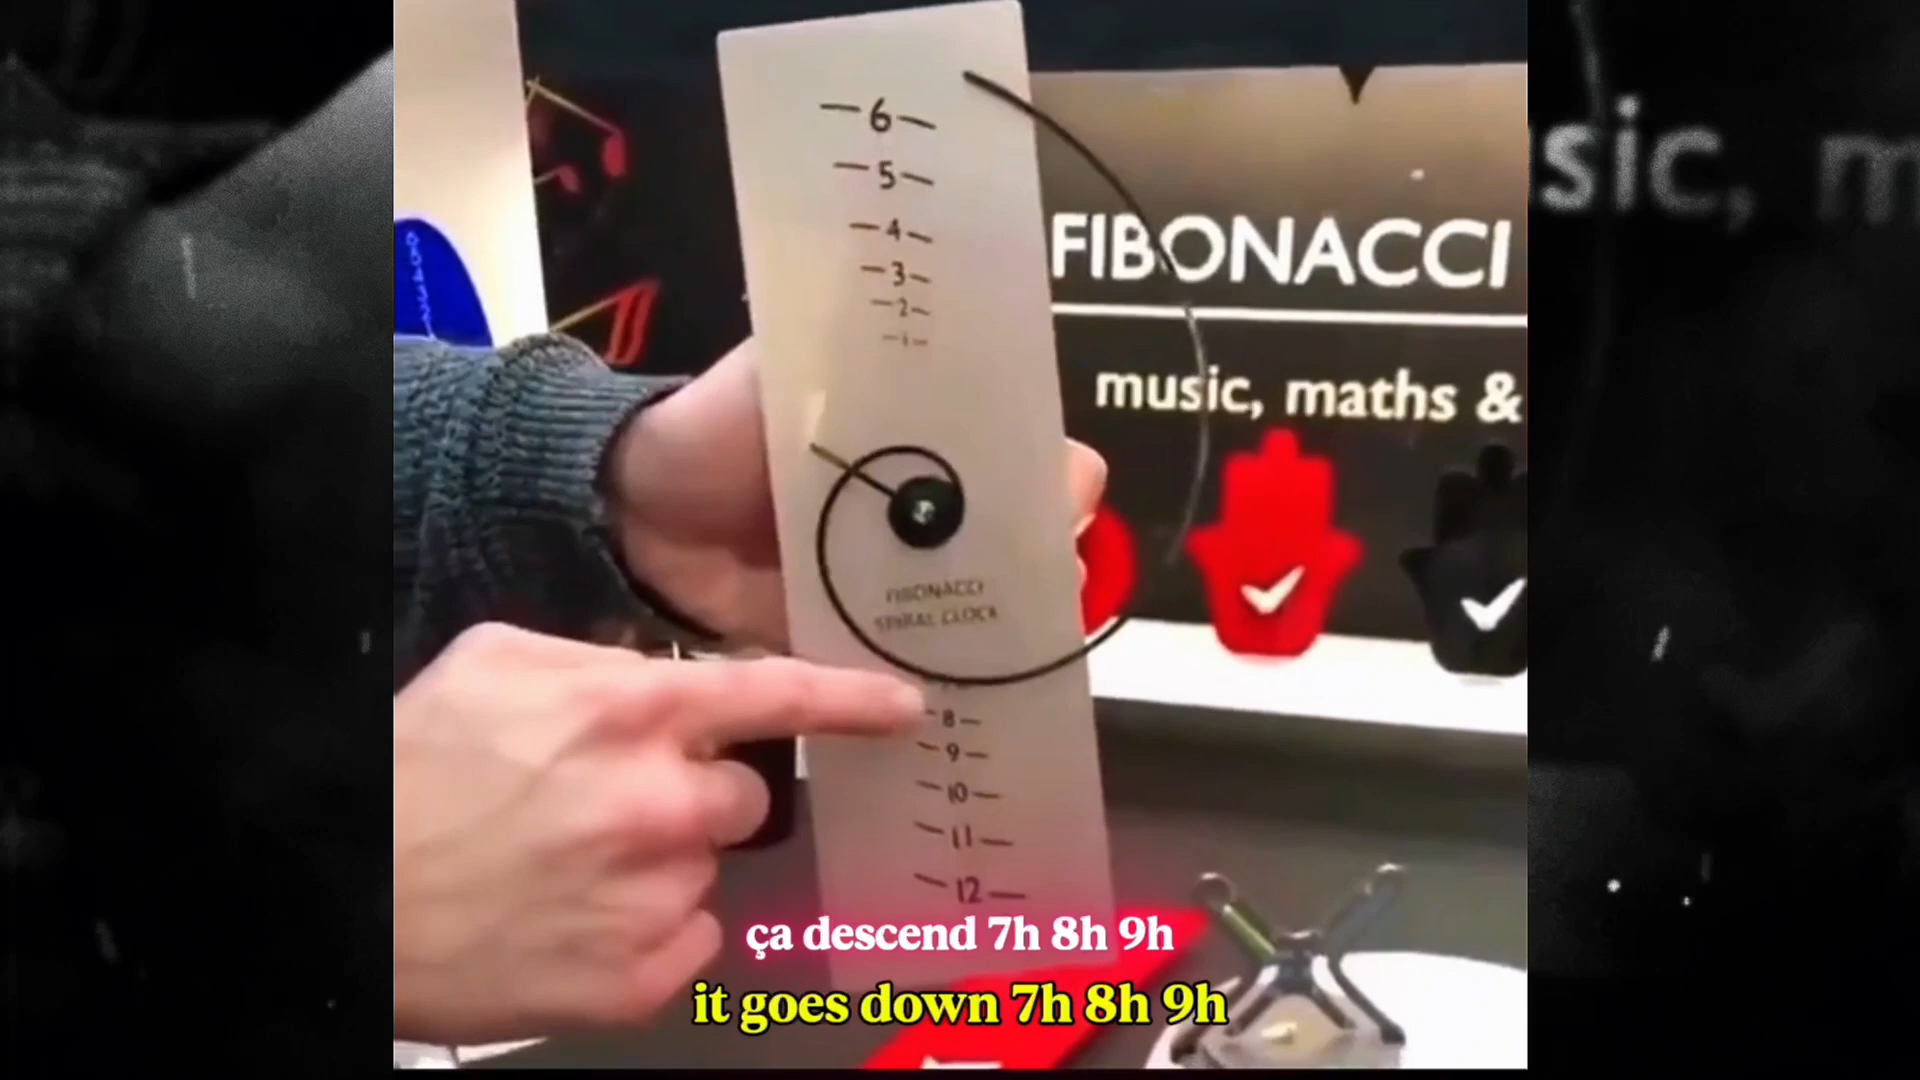 6
5
4
3
2
1
FIBONACCI
music, maths &
sic, m
FIBONACCI
SPIRAL CLOCK
8
9
10
11
12
ça descend 7h 8h 9h
it goes down 7h 8h 9h